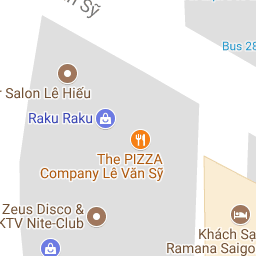 Văn Sỹ
Bus 28
r Salon Lê Hiếu
Raku Raku
The PIZZA
Company Lê Văn Sỹ
Zeus Disco &
KTV Nite-Club
Khách Sạ
Ramana Saigo